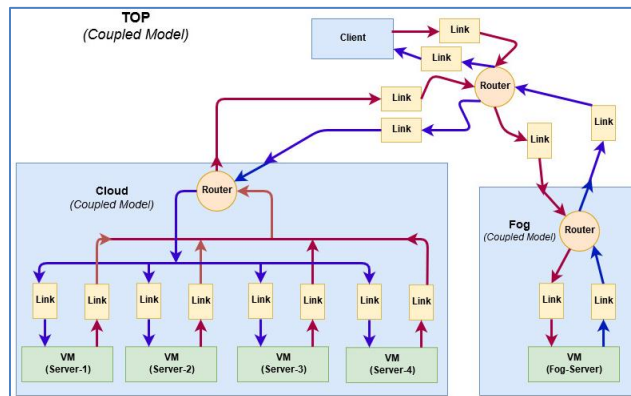 TOP
(Coupled Model)
Client
Link
Link
Router
Link
Link
Link
Link
Cloud
(Coupled Model)
Router
Fog
(Coupled Model)
Router
Link
Link
Link
Link
Link
Link
Link
Link
Link
Link
VM
(Server-1)
VM
(Server-2)
VM
(Server-3)
VM
(Server-4)
VM
(Fog-Server)